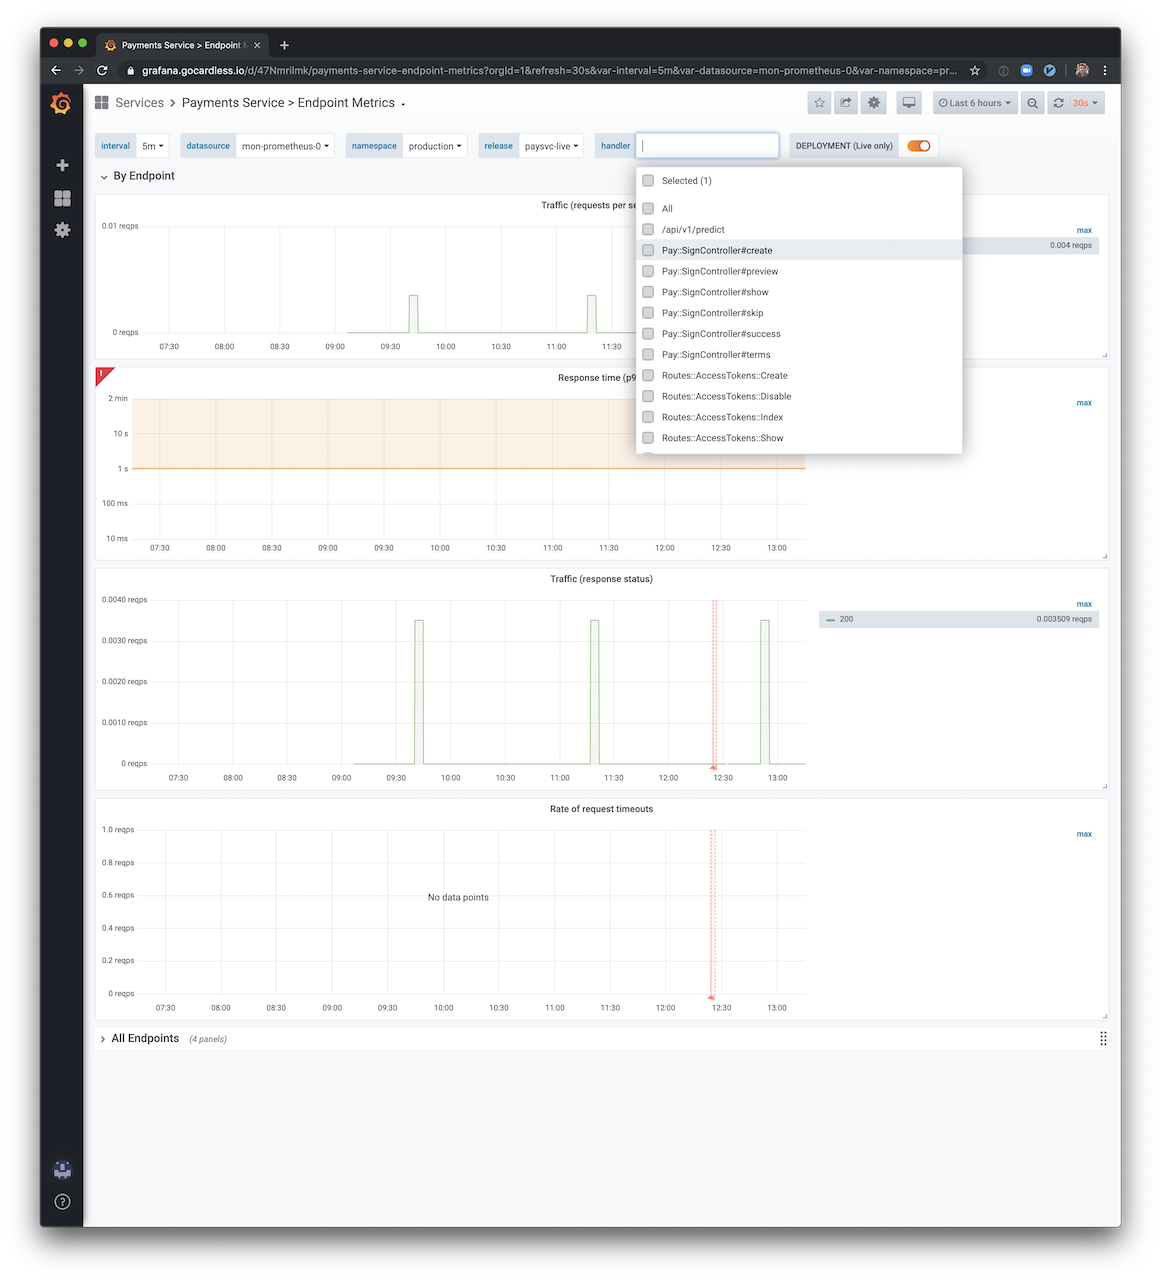 Payments Service > Endpoint M
grafana.gocardless.io/d/47Nmrilmk/payments-service-endpoint-metrics?orgId=1&refresh=30s&var-interval=5m&var-datasource=mon-prometheus-0&var-namespace=pr...
Services > Payments Service > Endpoint Metrics
Last 6 hours
30s
interval 5m datasource mon-prometheus-0 namespace production release paysvc-live handler DEPLOYMENT (Live only)
By Endpoint
Selected (1)
All
/api/v1/predict
Pay::SignController#create
Pay::SignController#preview
Pay::SignController#show
Pay::SignController#skip
Pay::SignController#success
Pay::SignController#terms
Routes::AccessTokens::Create
Routes::AccessTokens::Disable
Routes::AccessTokens::Index
Routes::AccessTokens::Show
Traffic (requests per se
0.01 reqps
0 reqps
07:30 08:00 08:30 09:00 09:30 10:00 10:30 11:00 11:30
max
0.004 reqps
!
Response time (p9
2 min
10 s
1 s
100 ms
10 ms
07:30 08:00 08:30 09:00 09:30 10:00 10:30 11:00 11:30 12:00 12:30 13:00
max
Traffic (response status)
0.0040 reqps
0.0030 reqps
0.0020 reqps
0.0010 reqps
0 reqps
07:30 08:00 08:30 09:00 09:30 10:00 10:30 11:00 11:30 12:00 12:30 13:00
max
200 0.003509 reqps
Rate of request timeouts
1.0 reqps
0.8 reqps
0.6 reqps
0.4 reqps
0.2 reqps
0 reqps
No data points
07:30 08:00 08:30 09:00 09:30 10:00 10:30 11:00 11:30 12:00 12:30 13:00
max
All Endpoints (4 panels)
?